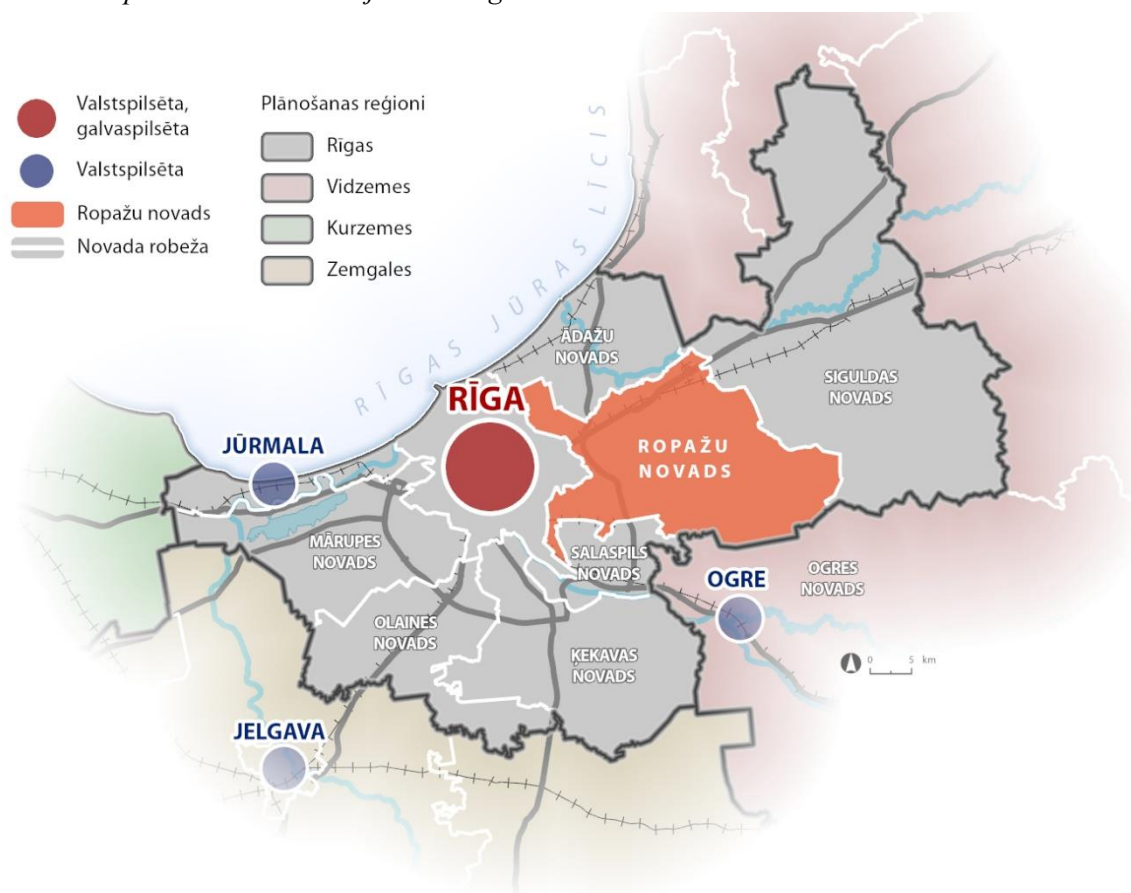 Valstspilsēta,
galvaspilsēta
Valstspilsēta
Ropažu novads
Novada robeža
Plānošanas reģioni
Rīgas
Vidzemes
Kurzemes
Zemgales
RĪGAS JŪRAS LĪCIS
ĀDAŽU
NOVADS
RĪGA
SIGULDAS
NOVADS
ROPAŽU
NOVADS
JŪRMALA
MĀRUPES
NOVADS
SALASPILS
NOVADS
OGRE
OGRES
NOVADS
OLAINES
NOVADS
ĶEKAVAS
NOVADS
0 5 km
JELGAVA